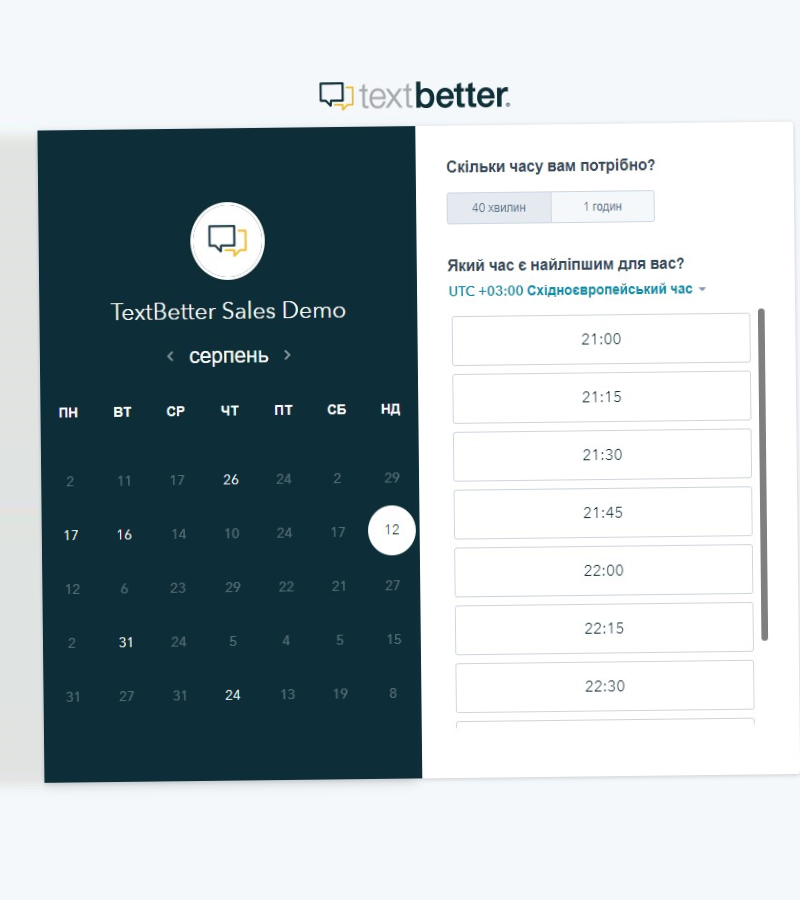 textbetter.
TextBetter Sales Demo
серпень
ПН ВТ СР ЧТ ПТ СБ НД
2 11 17 26 24 2 29
17 16 14 10 24 17 12
12 6 23 29 22 21 27
2 31 24 5 4 5 15
31 27 31 24 13 19 8
Скільки часу вам потрібно?
40 хвилин 1 годин
Який час є найліпшим для вас?
UTC +03:00 Східноєвропейський час
21:00
21:15
21:30
21:45
22:00
22:15
22:30